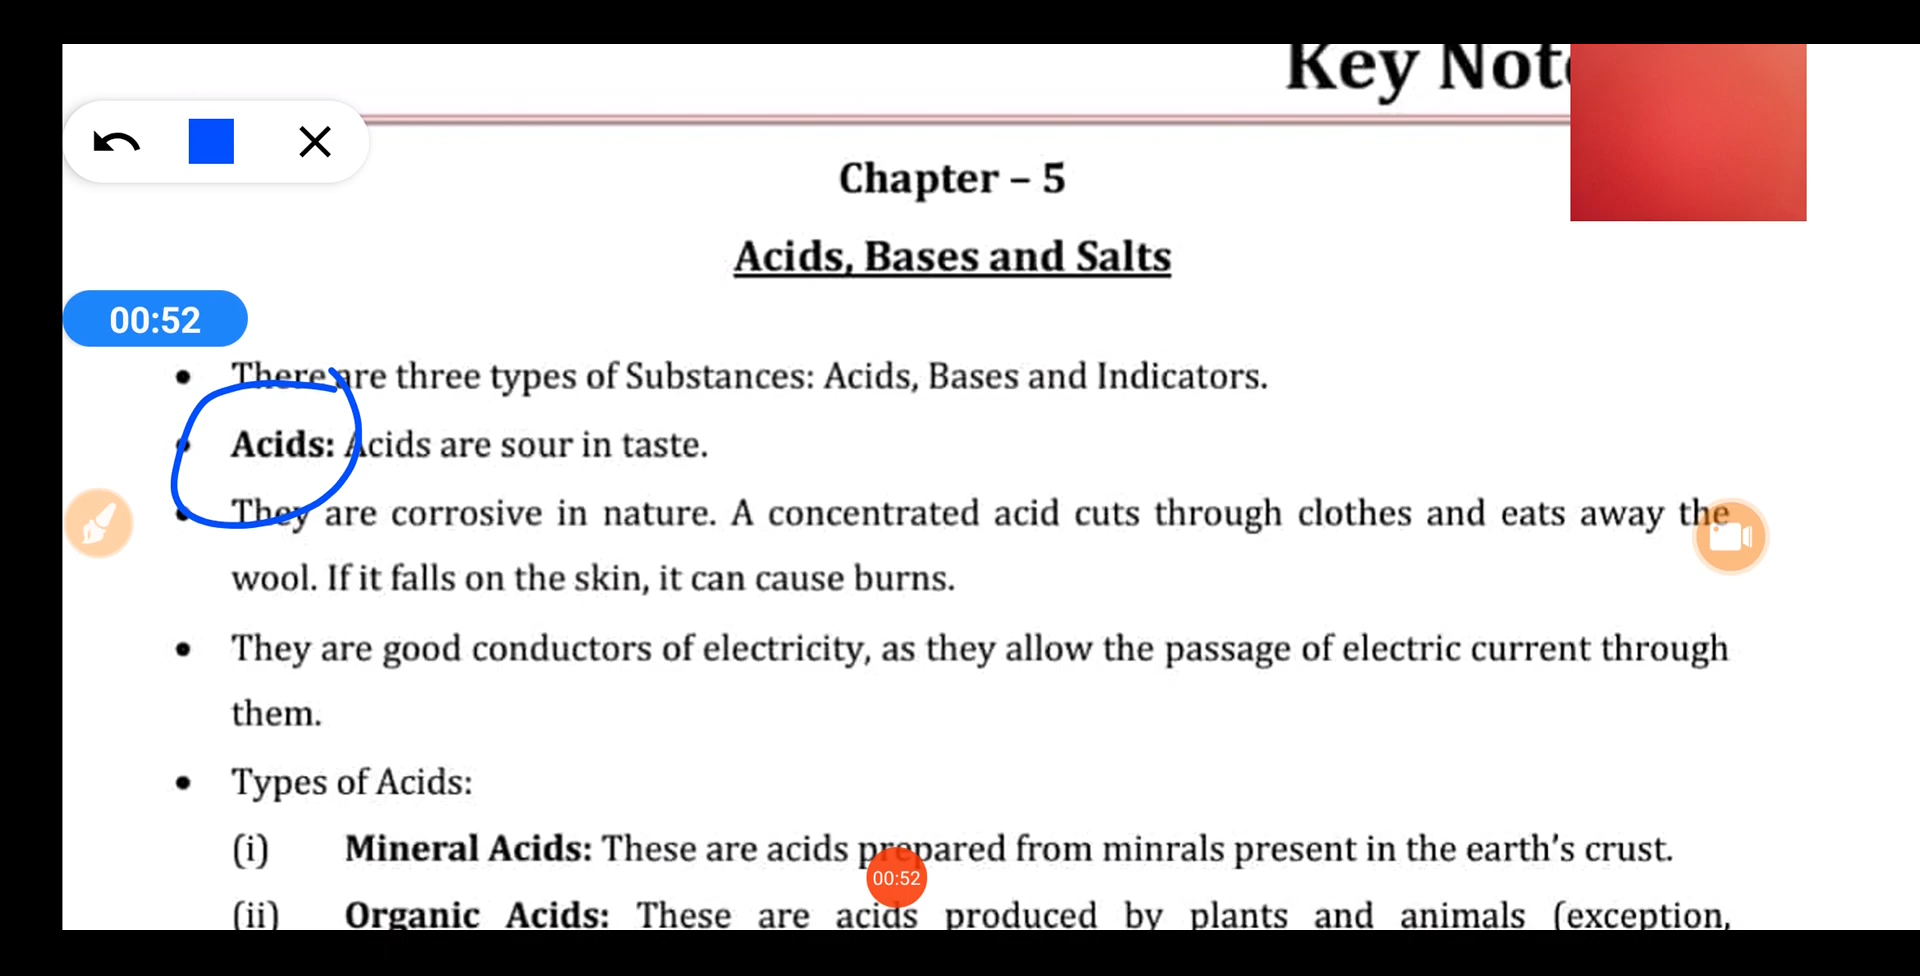 Key Not
Chapter – 5
Acids, Bases and Salts
00:52
• There are three types of Substances: Acids, Bases and Indicators.
• Acids: Acids are sour in taste.
• They are corrosive in nature. A concentrated acid cuts through clothes and eats away the
wool. If it falls on the skin, it can cause burns.
• They are good conductors of electricity, as they allow the passage of electric current through
them.
• Types of Acids:
(i) Mineral Acids: These are acids prepared from minrals present in the earth's crust.
00:52
(ii) Organic Acids: These are acids produced by plants and animals (exception,